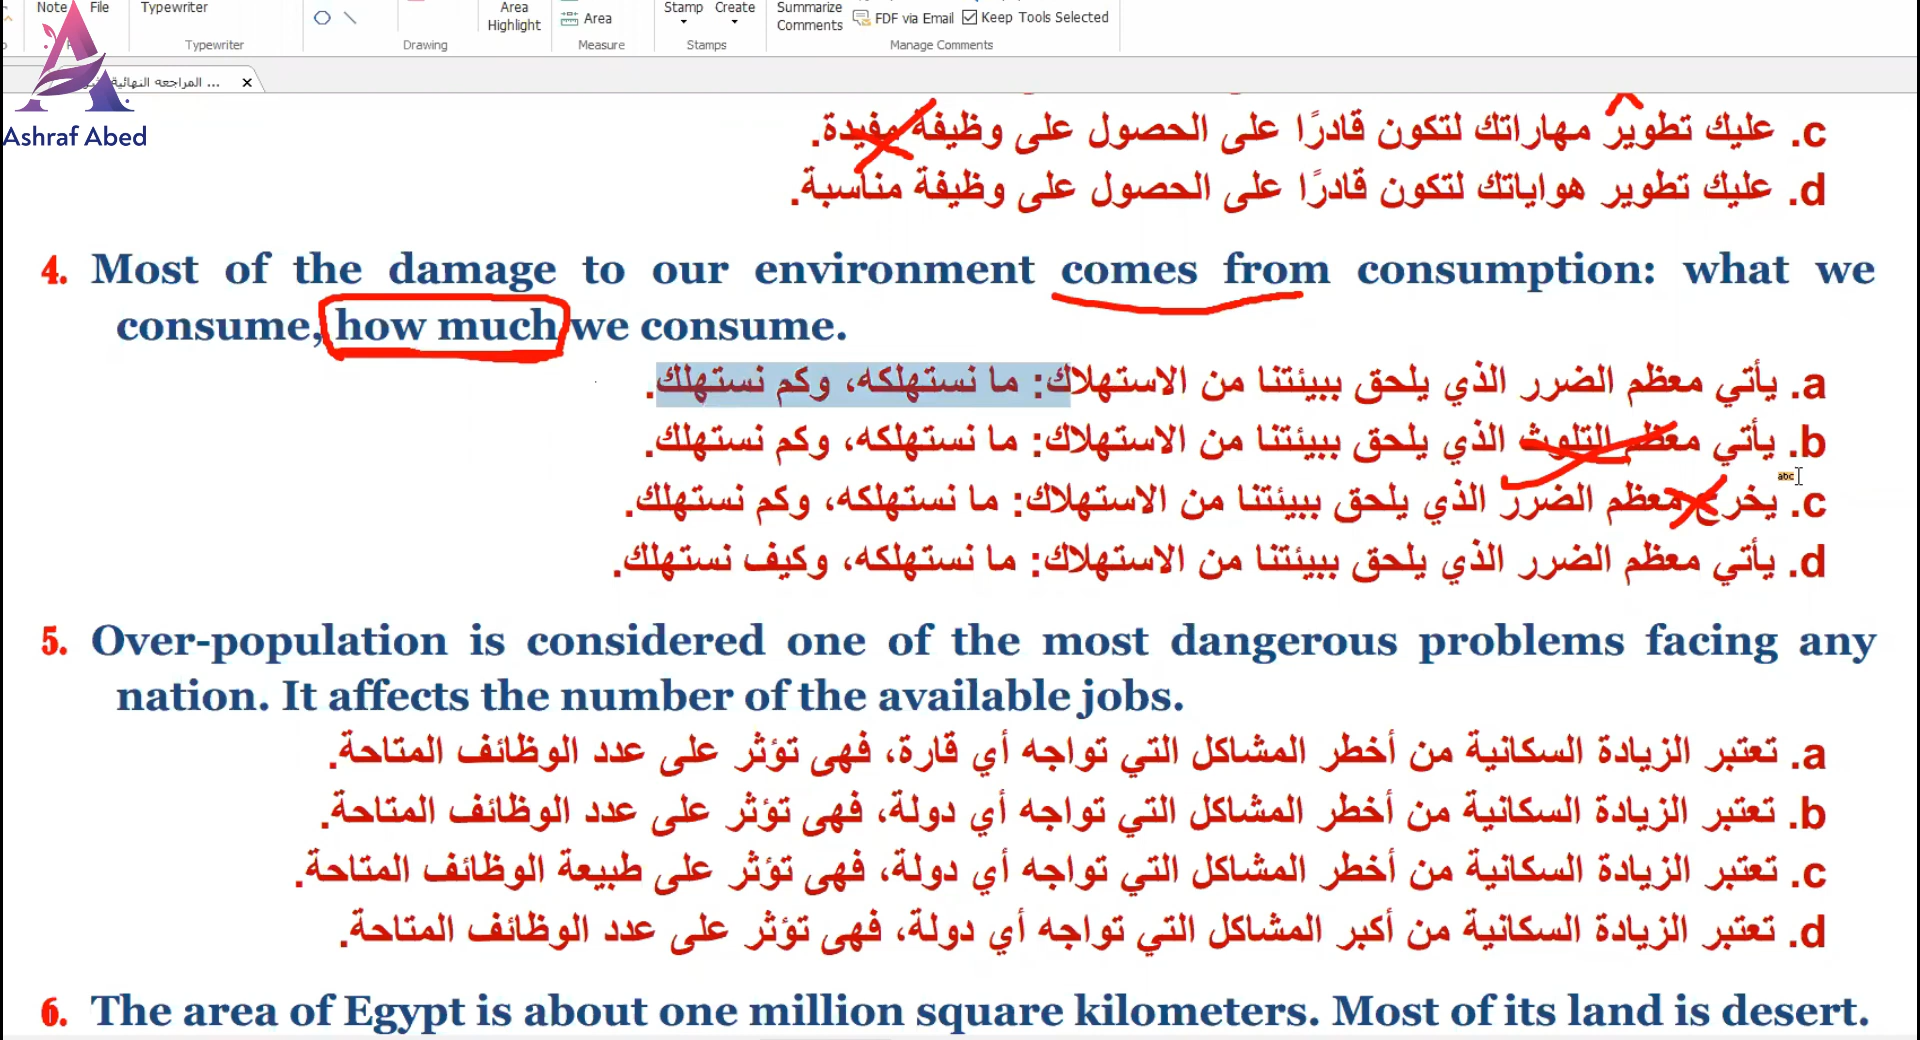 Note File Typewriter Area Stamp Create Summarize FDF via Email Keep Tools Selected
Highlight Area Comments
Typewriter Drawing Measure Stamps Manage Comments
المراجعه النهائية ...
Ashraf Abed
c. عليك تطوير مهاراتك لتكون قادرًا على الحصول على وظيفة مفيدة.
d. عليك تطوير هواياتك لتكون قادرًا على الحصول على وظيفة مناسبة.
4. Most of the damage to our environment comes from consumption: what we
consume, how much we consume.
a. يأتي معظم الضرر الذي يلحق ببيئتنا من الاستهلاك: ما نستهلكه، وكم نستهلك.
b. يأتي معظم التلوث الذي يلحق ببيئتنا من الاستهلاك: ما نستهلكه، وكم نستهلك.
abc
c. يخرج معظم الضرر الذي يلحق ببيئتنا من الاستهلاك: ما نستهلكه، وكم نستهلك.
d. يأتي معظم الضرر الذي يلحق ببيئتنا من الاستهلاك: ما نستهلكه، وكيف نستهلك.
5. Over-population is considered one of the most dangerous problems facing any
nation. It affects the number of the available jobs.
a. تعتبر الزيادة السكانية من أخطر المشاكل التي تواجه أي قارة، فهى تؤثر على عدد الوظائف المتاحة.
b. تعتبر الزيادة السكانية من أخطر المشاكل التي تواجه أي دولة، فهى تؤثر على عدد الوظائف المتاحة.
c. تعتبر الزيادة السكانية من أخطر المشاكل التي تواجه أي دولة، فهى تؤثر على طبيعة الوظائف المتاحة.
d. تعتبر الزيادة السكانية من أكبر المشاكل التي تواجه أي دولة، فهى تؤثر على عدد الوظائف المتاحة.
6. The area of Egypt is about one million square kilometers. Most of its land is desert.